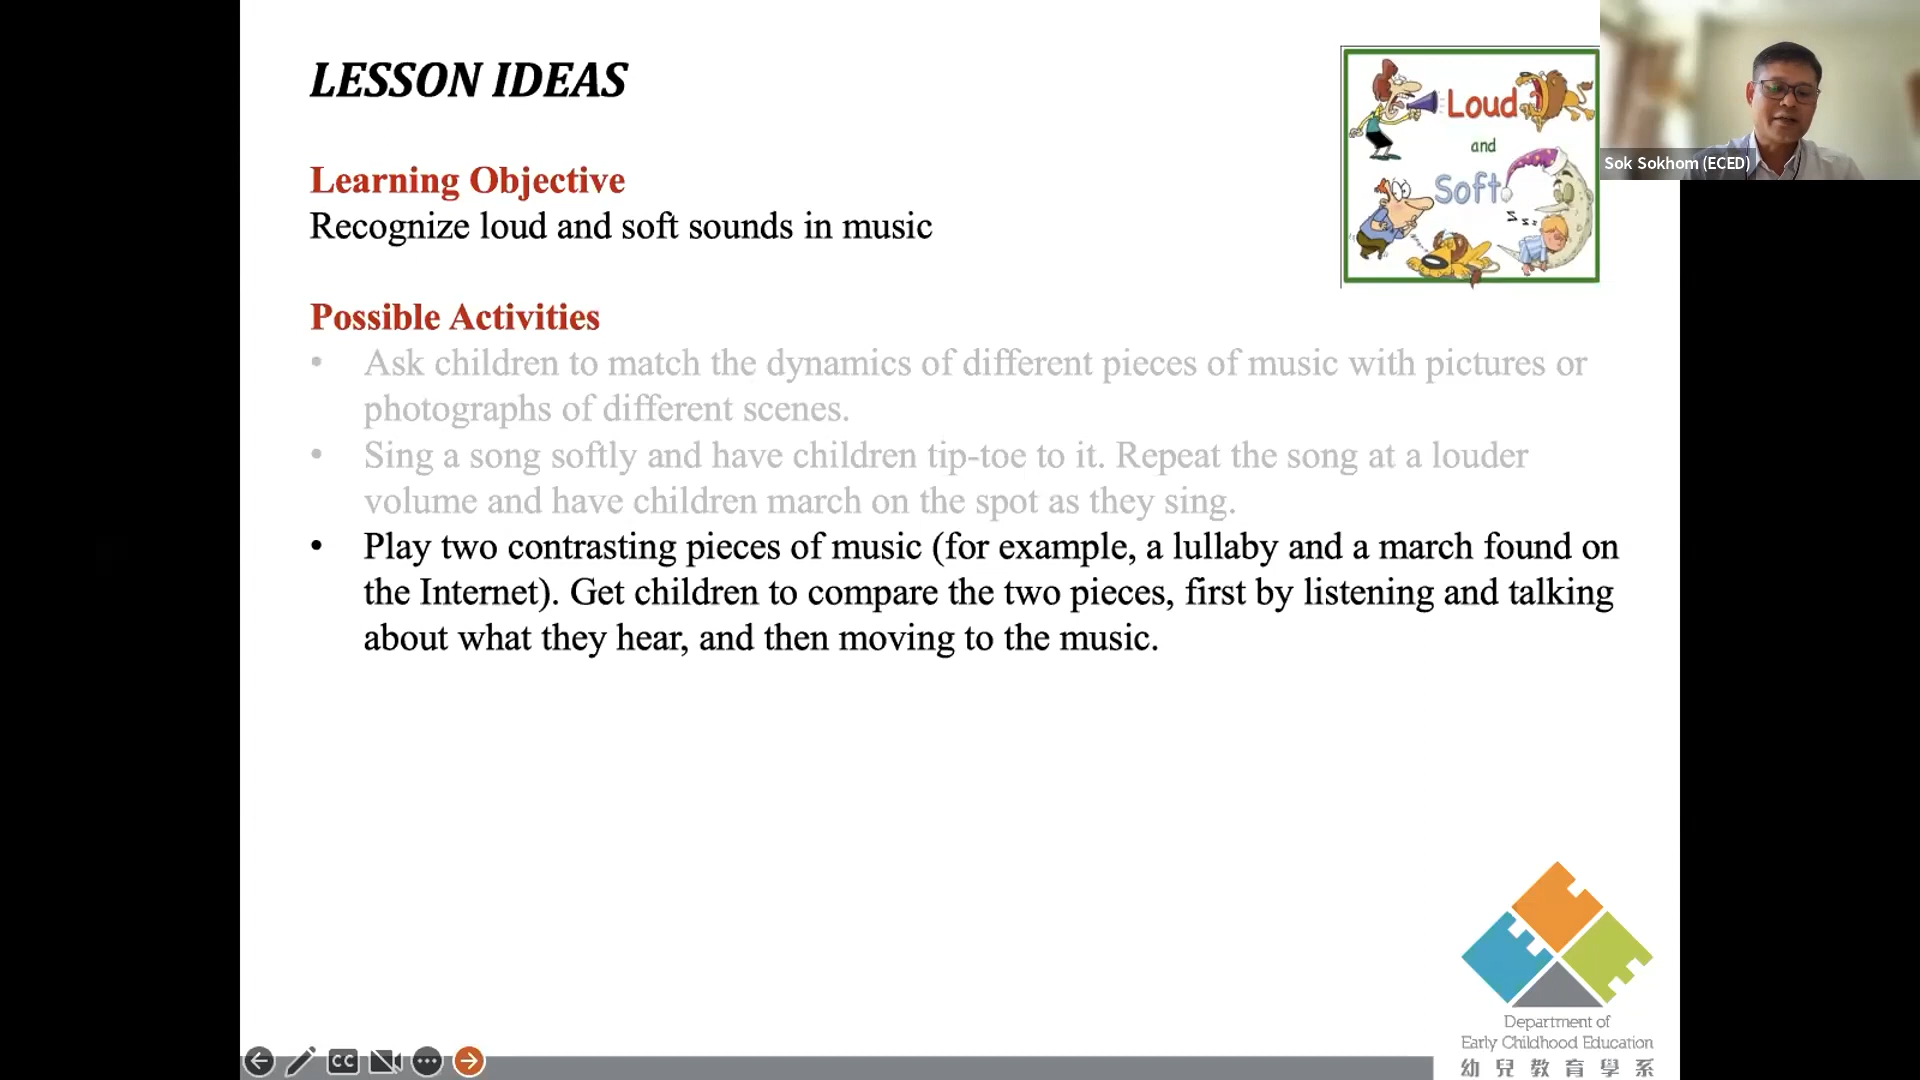 LESSON IDEAS
Learning Objective
Recognize loud and soft sounds in music
Possible Activities
• Ask children to match the dynamics of different pieces of music with pictures or
photographs of different scenes.
• Sing a song softly and have children tip-toe to it. Repeat the song at a louder
volume and have children march on the spot as they sing.
• Play two contrasting pieces of music (for example, a lullaby and a march found on
the Internet). Get children to compare the two pieces, first by listening and talking
about what they hear, and then moving to the music.
Loud
and
Soft
z z z
Sok Sokhom (ECED)
Department of
Early Childhood Education
幼兒教育學系
CC